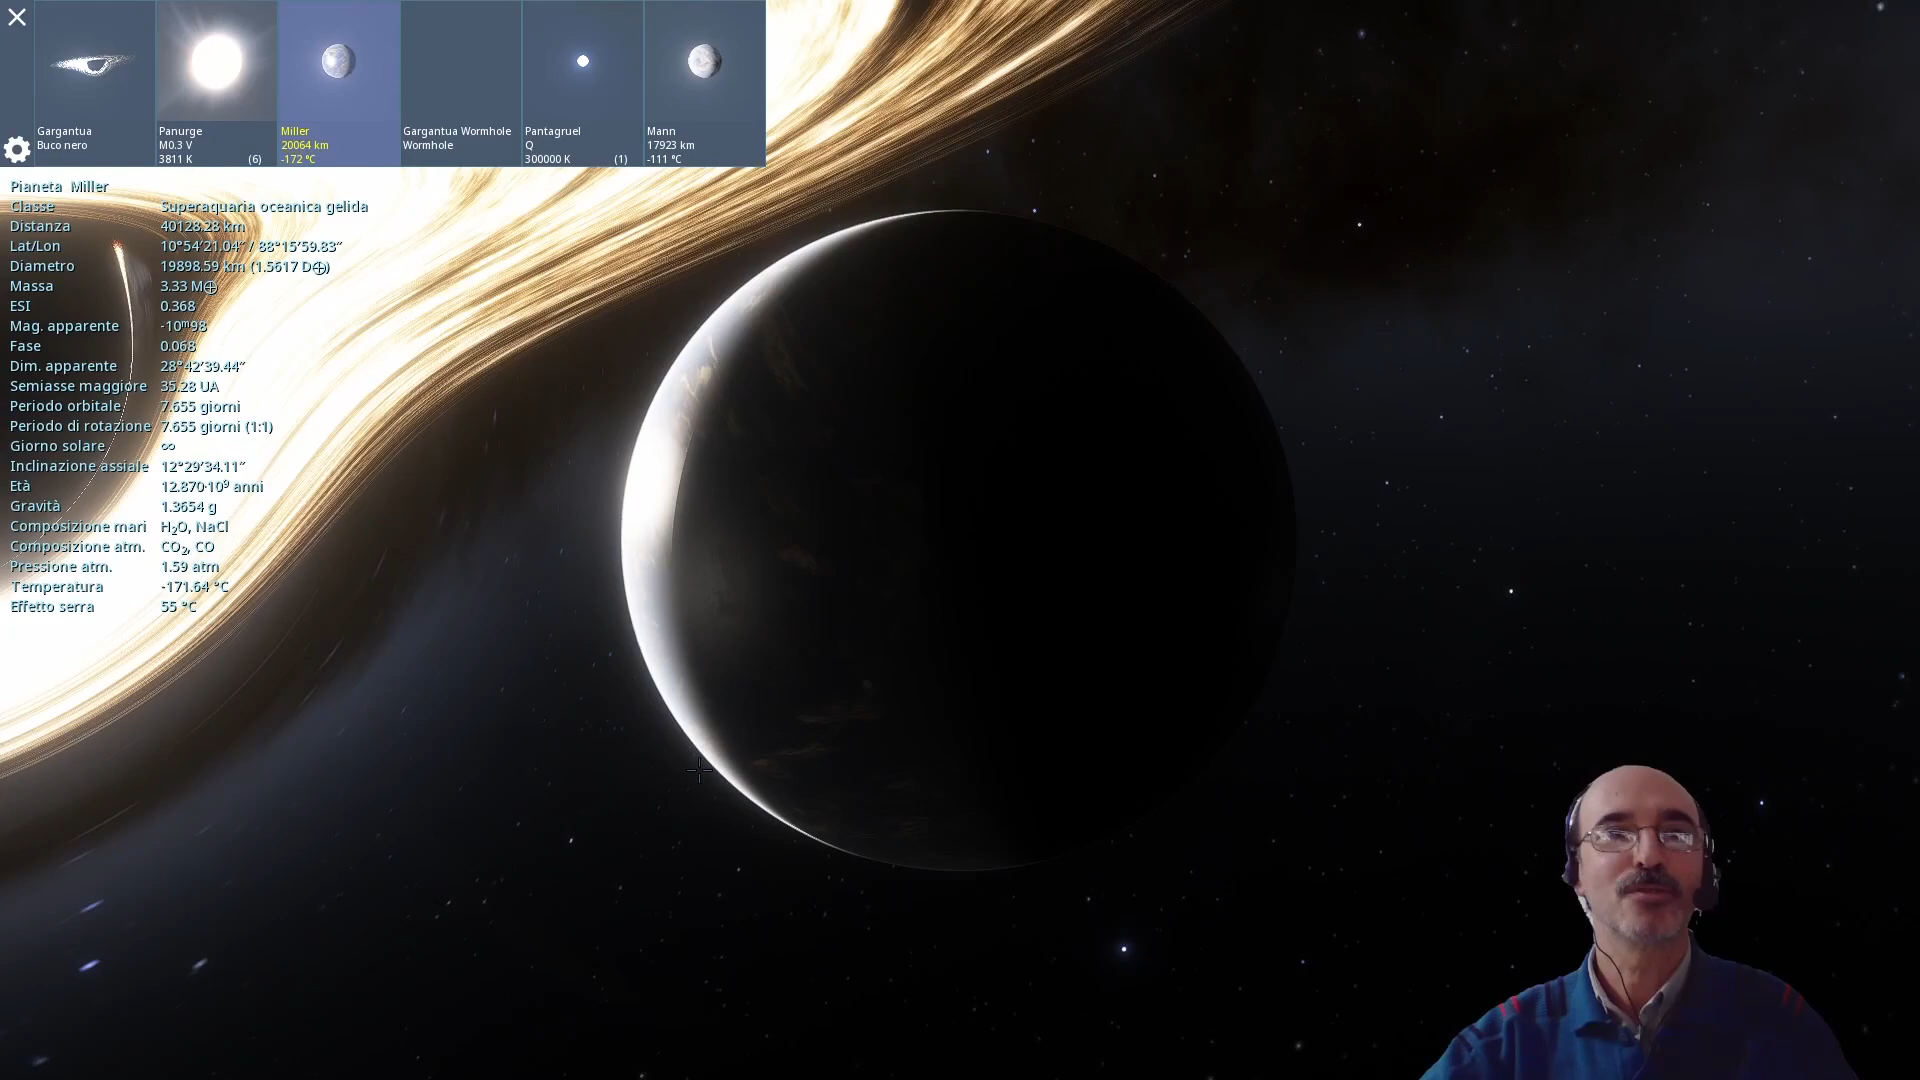 Gargantua
Buco nero
Panurge
M0.3 V
3811 K (6)
Miller
20064 km
-172 °C
Gargantua Wormhole
Wormhole
Pantagruel
Q
300000 K (1)
Mann
17923 km
-111 °C
Pianeta Miller
Classe Superaquaria oceanica gelida
Distanza 40128.28 km
Lat/Lon 10°54′21.04″ / 88°15′59.83″
Diametro 19898.59 km (1.5617 D⊕)
Massa 3.33 M⊕
ESI 0.368
Mag. apparente -10ᵐ98
Fase 0.068
Dim. apparente 28°42′39.44″
Semiasse maggiore 35.28 UA
Periodo orbitale 7.655 giorni
Periodo di rotazione 7.655 giorni (1:1)
Giorno solare ∞
Inclinazione assiale 12°29′34.11″
Età 12.870·10⁹ anni
Gravità 1.3654 g
Composizione mari H₂O, NaCl
Composizione atm. CO₂, CO
Pressione atm. 1.59 atm
Temperatura -171.64 °C
Effetto serra 55 °C